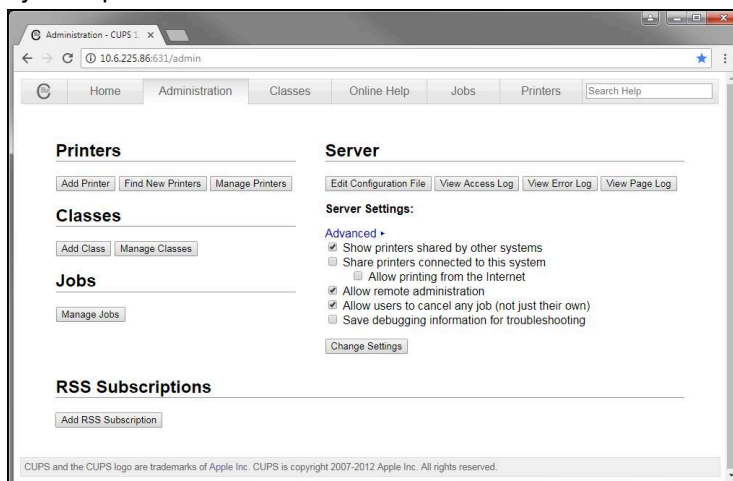 Administration - CUPS 1.
10.6.225.86:631/admin
Home Administration Classes Online Help Jobs Printers Search Help
Printers
Add Printer Find New Printers Manage Printers
Classes
Add Class Manage Classes
Jobs
Manage Jobs
Server
Edit Configuration File View Access Log View Error Log View Page Log
Server Settings:
Advanced
Show printers shared by other systems
Share printers connected to this system
Allow printing from the Internet
Allow remote administration
Allow users to cancel any job (not just their own)
Save debugging information for troubleshooting
Change Settings
RSS Subscriptions
Add RSS Subscription
CUPS and the CUPS logo are trademarks of Apple Inc. CUPS is copyright 2007-2012 Apple Inc. All rights reserved.